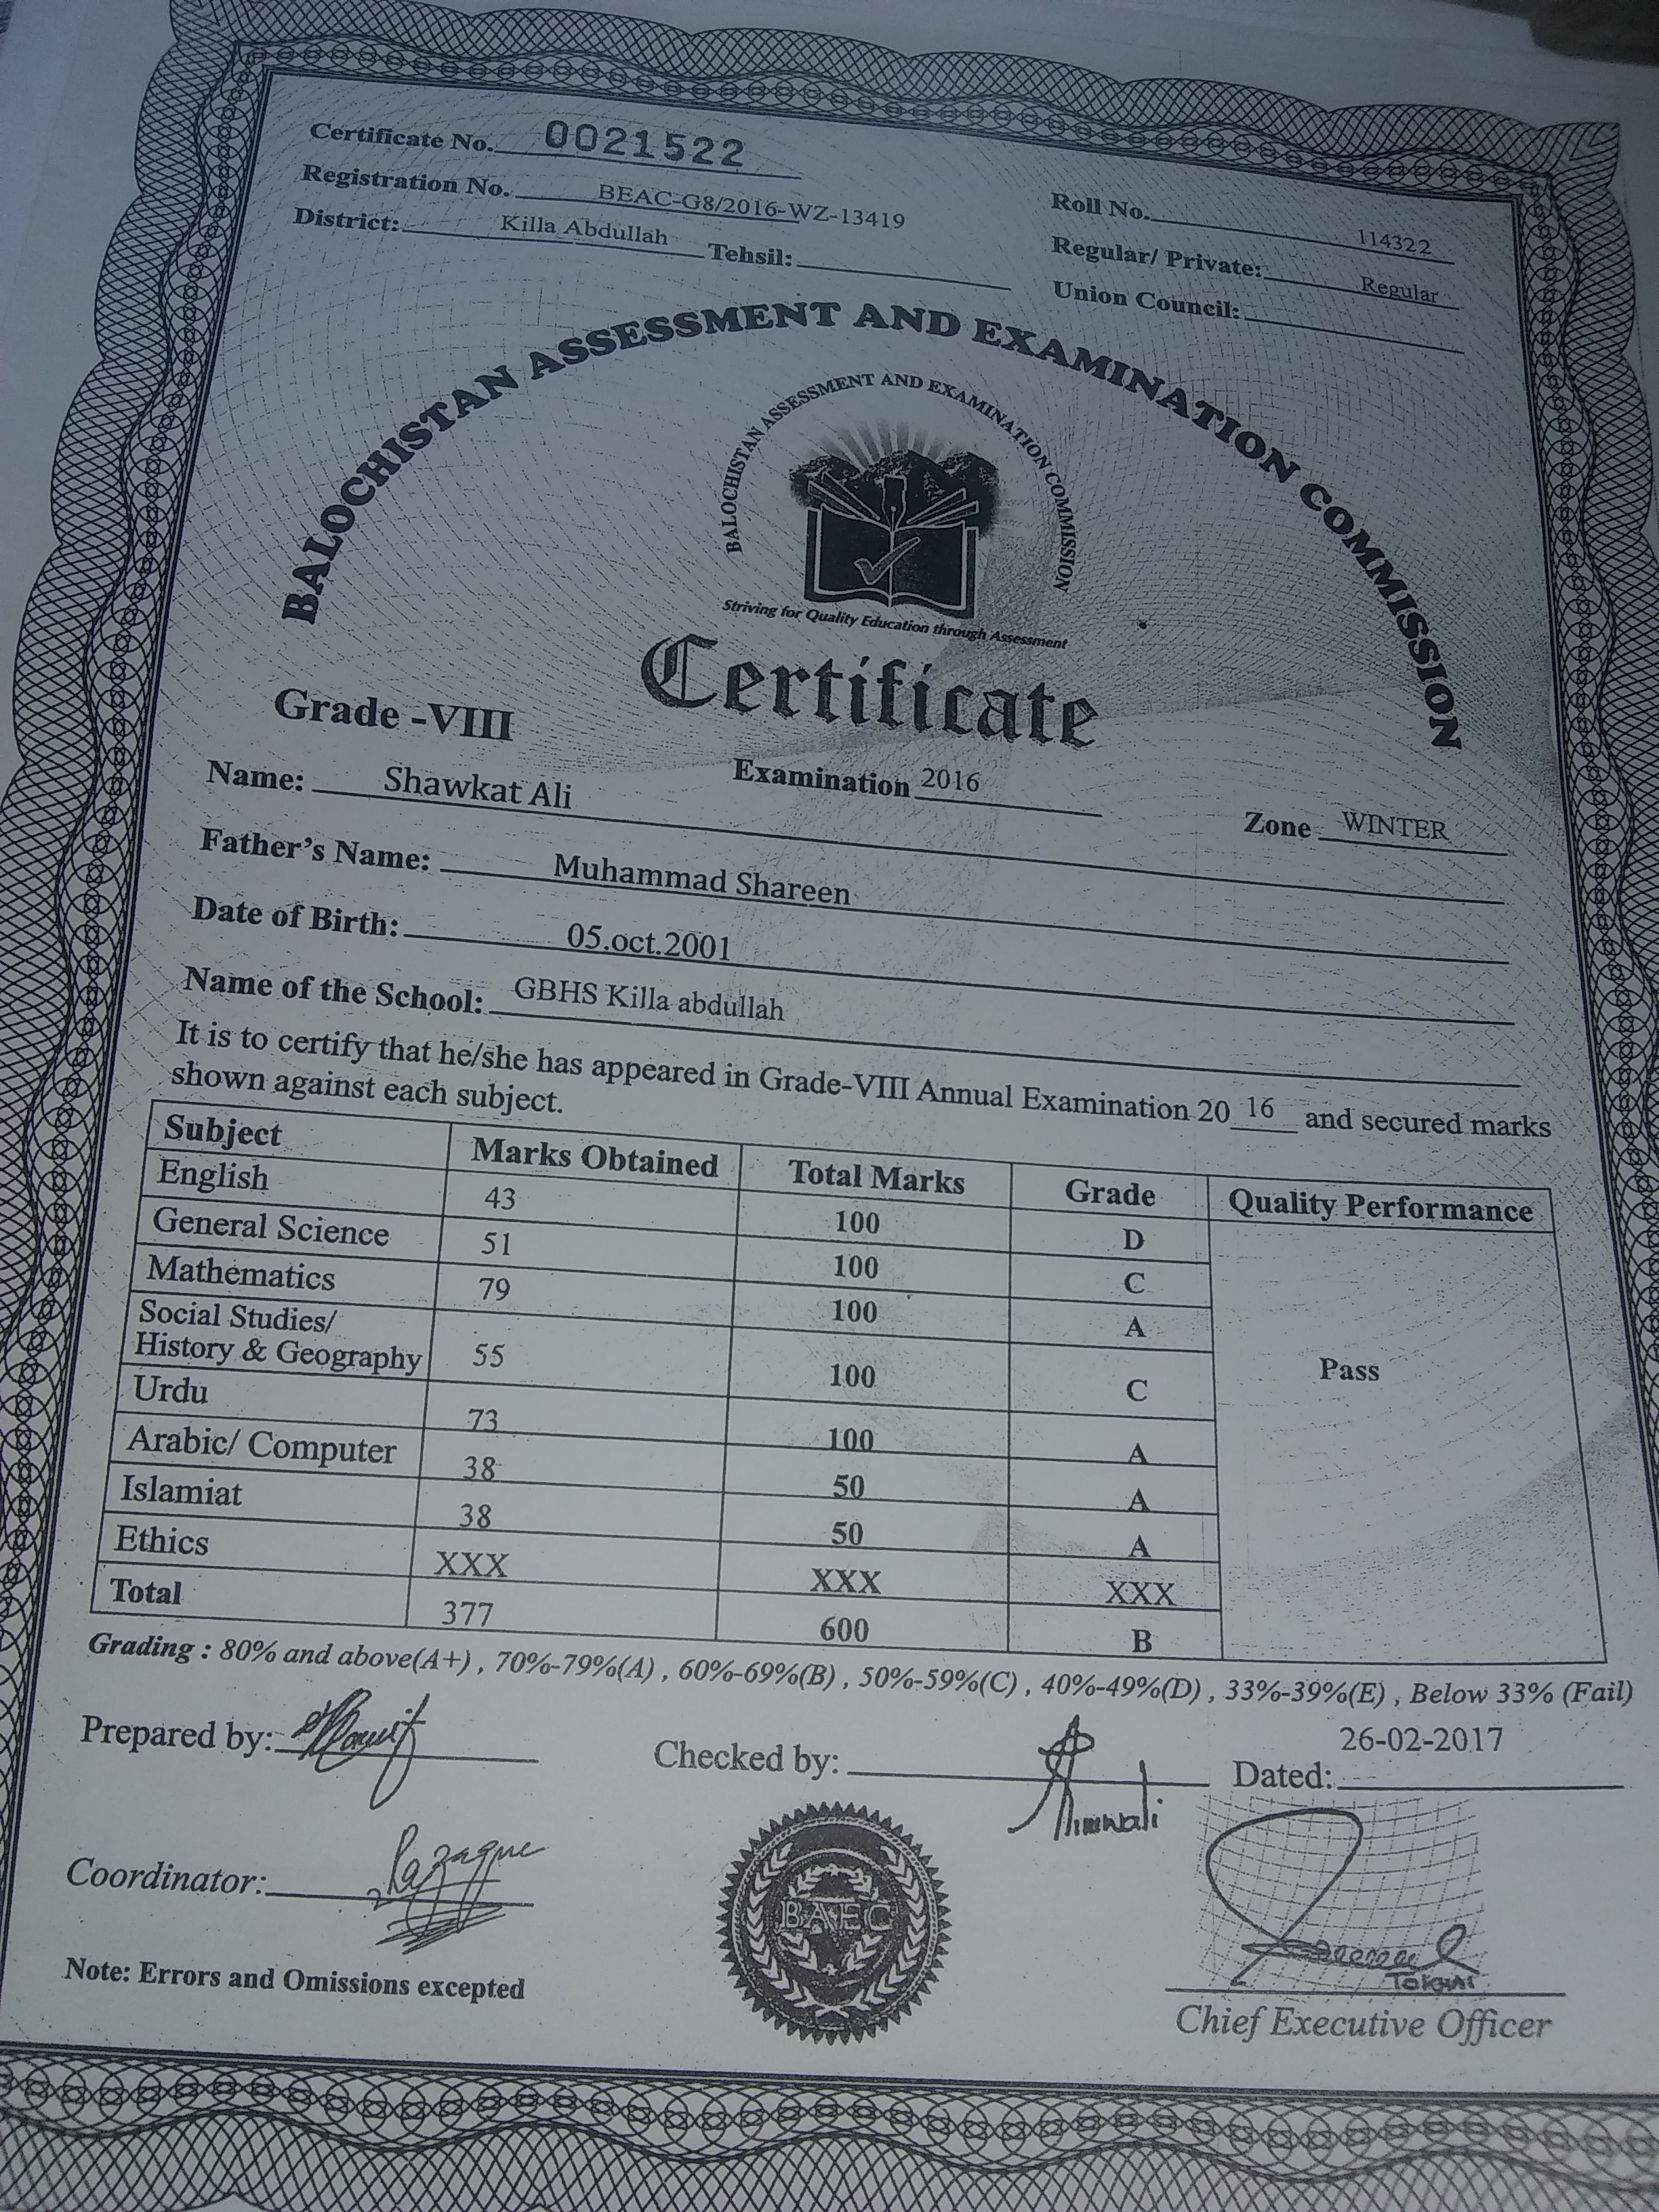 Certificate No. 0021522
Registration No. BEAC-G8/2016-WZ-13419
Roll No. 114322
District: Killa Abdullah Tehsil:
Regular/ Private: Regular
Union Council:
BALOCHISTAN ASSESSMENT AND EXAMINATION COMMISSION
BALOCHISTAN ASSESSMENT AND EXAMINATION COMMISSION
Striving for Quality Education through Assessment
Certificate
Grade -VIII
Examination 2016
Zone WINTER
Name: Shawkat Ali
Father's Name: Muhammad Shareen
Date of Birth: 05.oct.2001
Name of the School: GBHS Killa abdullah
It is to certify that he/she has appeared in Grade-VIII Annual Examination 20 16 and secured marks
shown against each subject.
Subject Marks Obtained Total Marks Grade Quality Performance
English 43 100 D
General Science 51 100 C
Mathematics 79 100 A
Social Studies/
History & Geography 55 100 C
Pass
Urdu 73 100 A
Arabic/ Computer 38 50 A
Islamiat 38 50 A
Ethics XXX XXX XXX
Total 377 600 B
Grading : 80% and above(A+) , 70%-79%(A) , 60%-69%(B) , 50%-59%(C) , 40%-49%(D) , 33%-39%(E) , Below 33% (Fail)
Prepared by:
Checked by:
Dated: 26-02-2017
Coordinator:
BAEC
Note: Errors and Omissions excepted
Chief Executive Officer